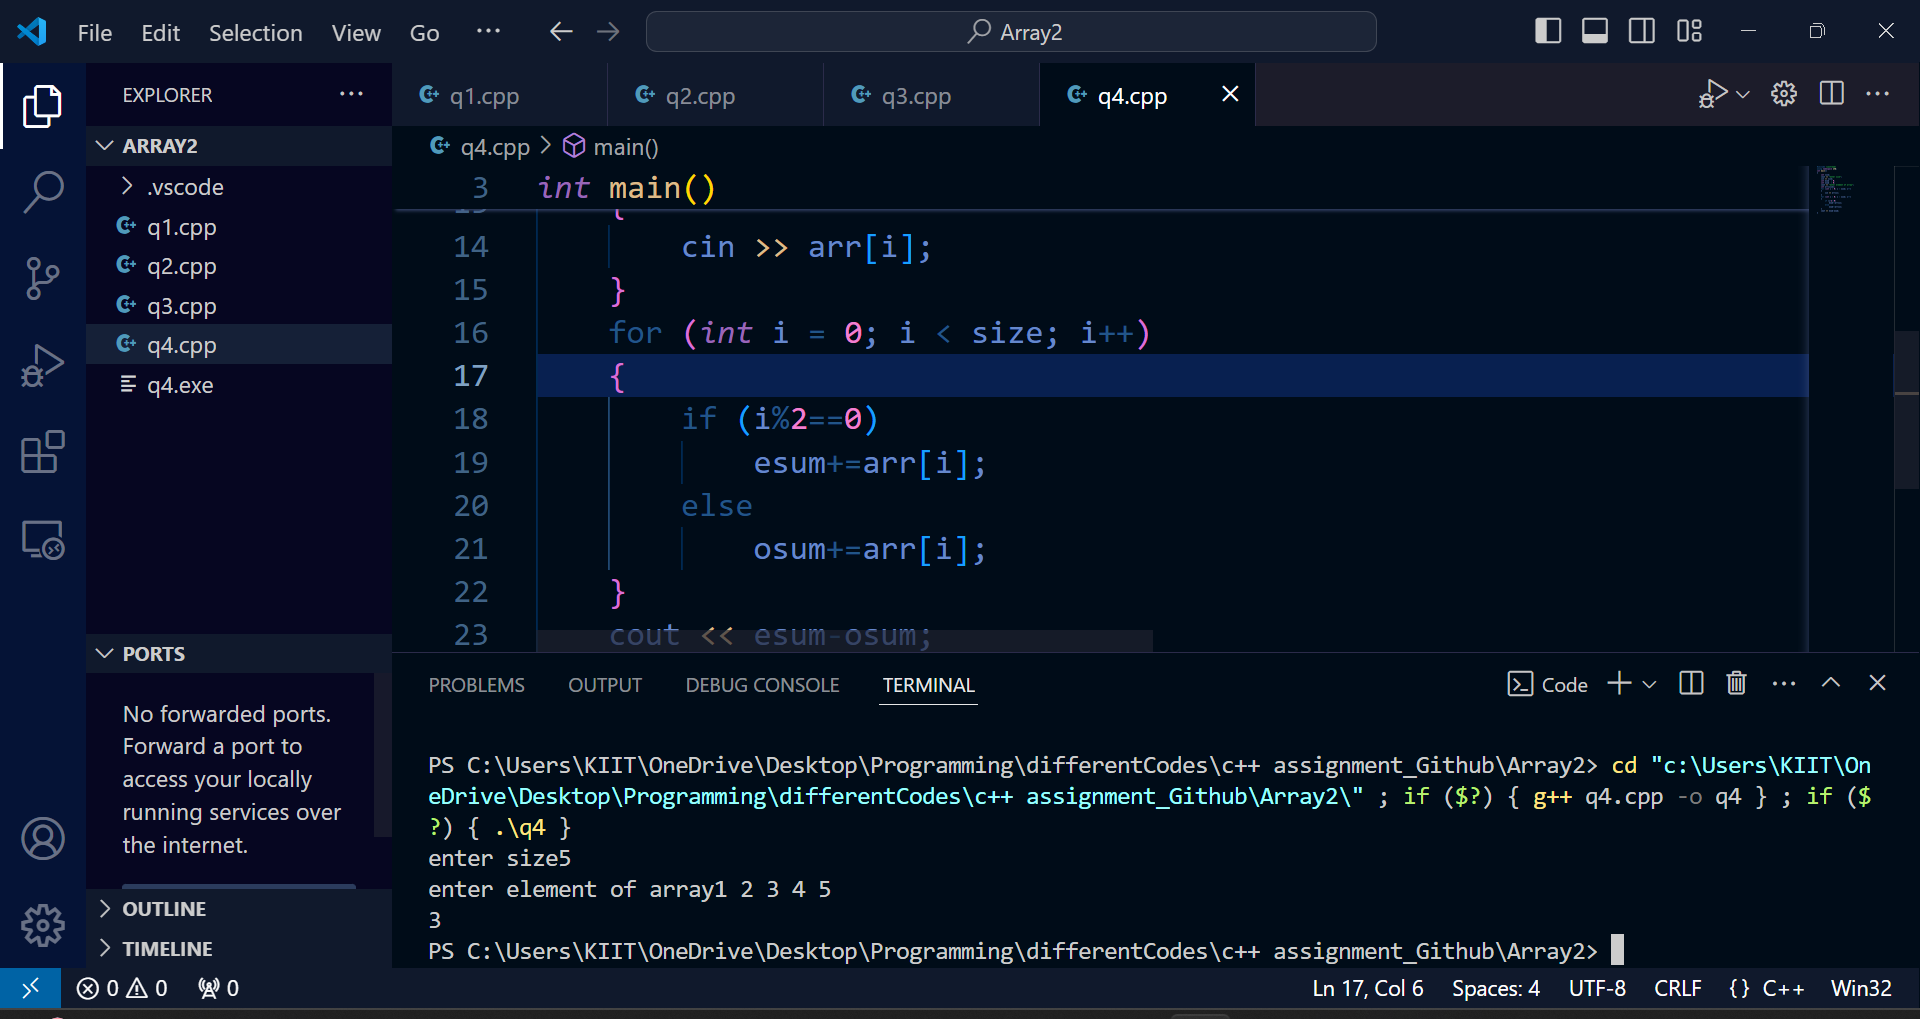 File Edit Selection View Go ··· Array2
EXPLORER ···
ARRAY2
.vscode
q1.cpp
q2.cpp
q3.cpp
q4.cpp
q4.exe
PORTS
No forwarded ports.
Forward a port to
access your locally
running services over
the internet.
OUTLINE
TIMELINE
q1.cpp q2.cpp q3.cpp q4.cpp
q4.cpp > main()
3 int main()
{
14 cin >> arr[i];
15 }
16 for (int i = 0; i < size; i++)
17 {
18 if (i%2==0)
19 esum+=arr[i];
20 else
21 osum+=arr[i];
22 }
23 cout << esum-osum;
PROBLEMS OUTPUT DEBUG CONSOLE TERMINAL Code
PS C:\Users\KIIT\OneDrive\Desktop\Programming\differentCodes\c++ assignment_Github\Array2> cd "c:\Users\KIIT\On
eDrive\Desktop\Programming\differentCodes\c++ assignment_Github\Array2\" ; if ($?) { g++ q4.cpp -o q4 } ; if ($
?) { .\q4 }
enter size5
enter element of array1 2 3 4 5
3
PS C:\Users\KIIT\OneDrive\Desktop\Programming\differentCodes\c++ assignment_Github\Array2>
0 0 0 Ln 17, Col 6 Spaces: 4 UTF-8 CRLF {} C++ Win32